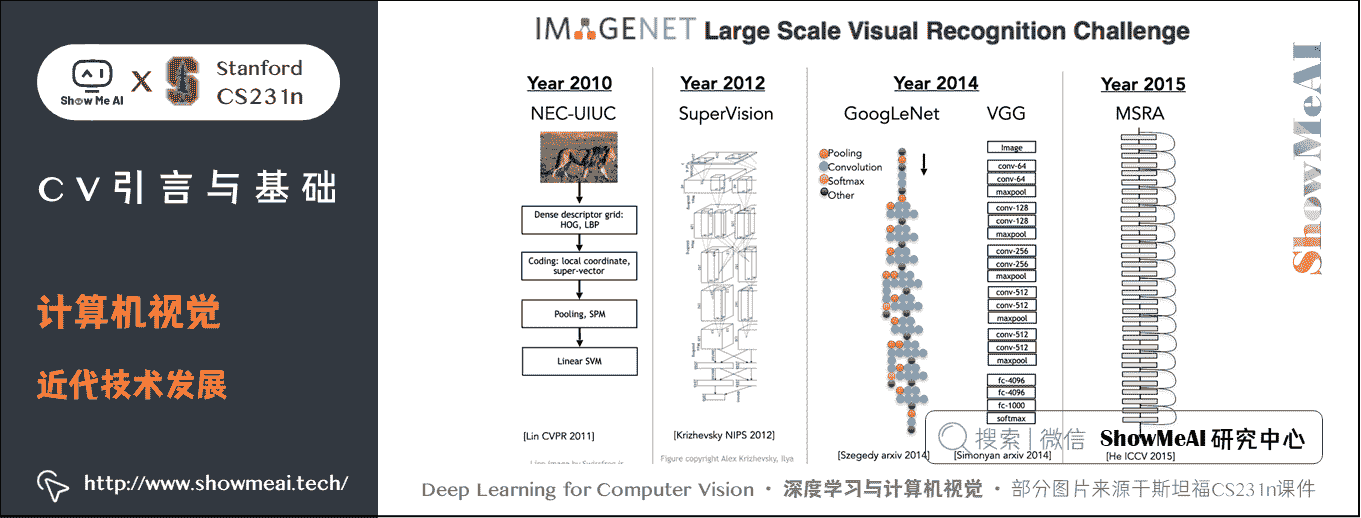 Show Me AI
X
Stanford
CS231n
CV引言与基础
计算机视觉
近代技术发展
http://www.showmeai.tech/
IMAGENET Large Scale Visual Recognition Challenge
Year 2010
NEC-UIUC
Dense descriptor grid:
HOG, LBP
Coding: local coordinate,
super-vector
Pooling, SPM
Linear SVM
[Lin CVPR 2011]
Year 2012
SuperVision
[Krizhevsky NIPS 2012]
Figure copyright Alex Krizhevsky, Ilya
Year 2014
GoogLeNet
Pooling
Convolution
Softmax
Other
[Szegedy arxiv 2014]
VGG
Image
conv-64
conv-64
maxpool
conv-128
conv-128
maxpool
conv-256
conv-256
maxpool
conv-512
conv-512
maxpool
conv-512
conv-512
maxpool
fc-4096
fc-4096
fc-1000
softmax
[Simonyan arxiv 2014]
Year 2015
MSRA
[He ICCV 2015]
ShowMeAI
搜索 | 微信 ShowMeAI 研究中心
Deep Learning for Computer Vision · 深度学习与计算机视觉 · 部分图片来源于斯坦福CS231n课件